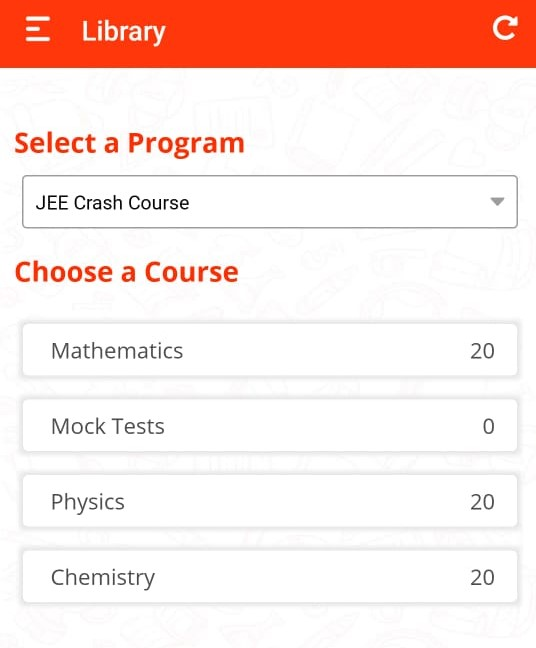 Library
Select a Program
JEE Crash Course
Choose a Course
Mathematics 20
Mock Tests 0
Physics 20
Chemistry 20